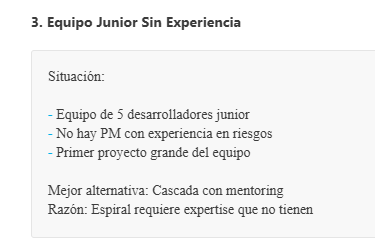 3. Equipo Junior Sin Experiencia
Situación:
- Equipo de 5 desarrolladores junior
- No hay PM con experiencia en riesgos
- Primer proyecto grande del equipo
Mejor alternativa: Cascada con mentoring
Razón: Espiral requiere expertise que no tienen